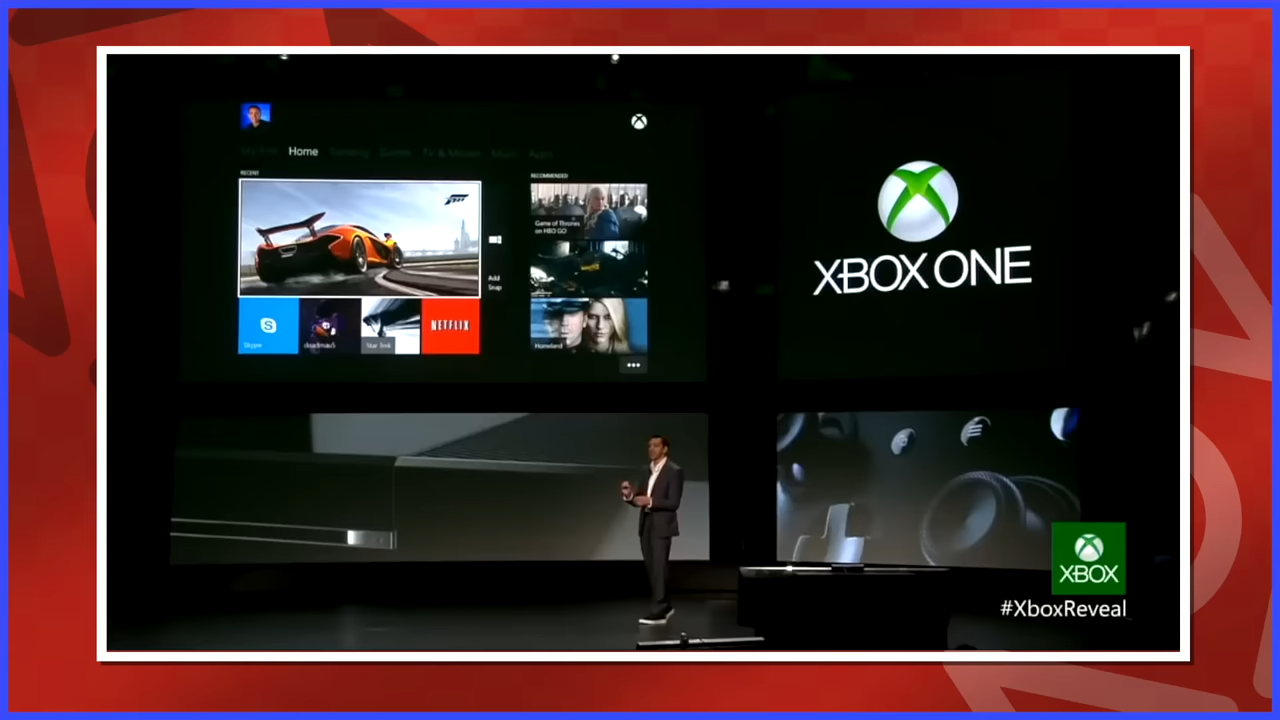 Home
RECENT
RECOMMENDED
Game of Thrones
on HBO GO
Add
Snap
Skype
deadmau5
Star Trek
NETFLIX
Homeland
XBOX ONE
XBOX
#XboxReveal